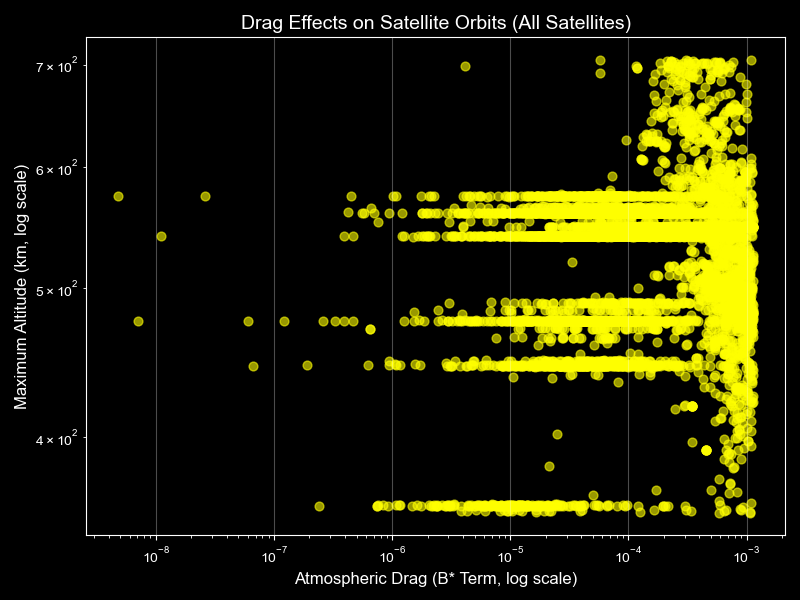 Drag Effects on Satellite Orbits (All Satellites)
Maximum Altitude (km, log scale)
7 × 10²
6 × 10²
5 × 10²
4 × 10²
10⁻⁸ 10⁻⁷ 10⁻⁶ 10⁻⁵ 10⁻⁴ 10⁻³
Atmospheric Drag (B* Term, log scale)